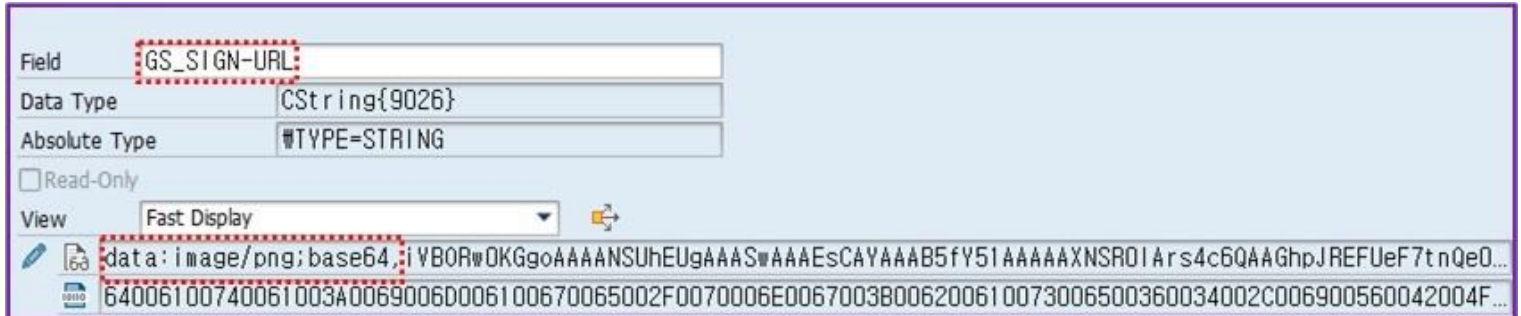 Field GS_SIGN-URL
Data Type CString{9026}
Absolute Type ₩TYPE=STRING
Read-Only
View Fast Display
data:image/png;base64,iVBORw0KGgoAAAANSUhEUgAAASwAAAEsCAYAAAB5fY51AAAAAXNSR0IArs4c6QAAGhpJREFUeF7tnQe0...
640061007400610003A0069006D006100670065002F0070006E0067003B006200610073006500360034002C006900560042004F...